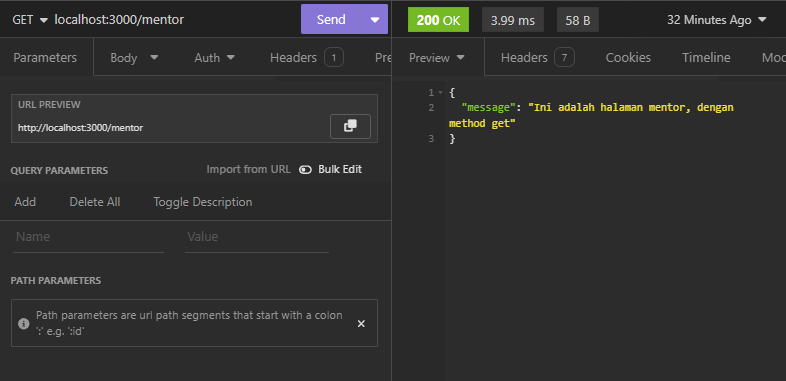 GET localhost:3000/mentor Send
200 OK 3.99 ms 58 B 32 Minutes Ago
Parameters Body Auth Headers 1 Pre
Preview Headers 7 Cookies Timeline Moc
URL PREVIEW
http://localhost:3000/mentor
QUERY PARAMETERS Import from URL Bulk Edit
Add Delete All Toggle Description
Name Value
PATH PARAMETERS
Path parameters are url path segments that start with a colon
':' e.g. ':id'
1 {
2 "message": "Ini adalah halaman mentor, dengan
method get"
3 }